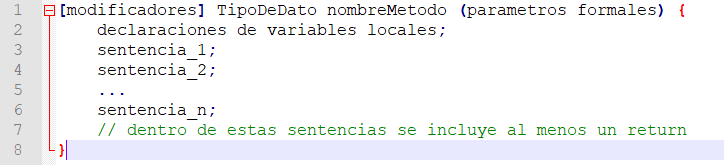 1 [modificadores] TipoDeDato nombreMetodo (parametros formales) {
2 declaraciones de variables locales;
3 sentencia_1;
4 sentencia_2;
5 ...
6 sentencia_n;
7 // dentro de estas sentencias se incluye al menos un return
8 }